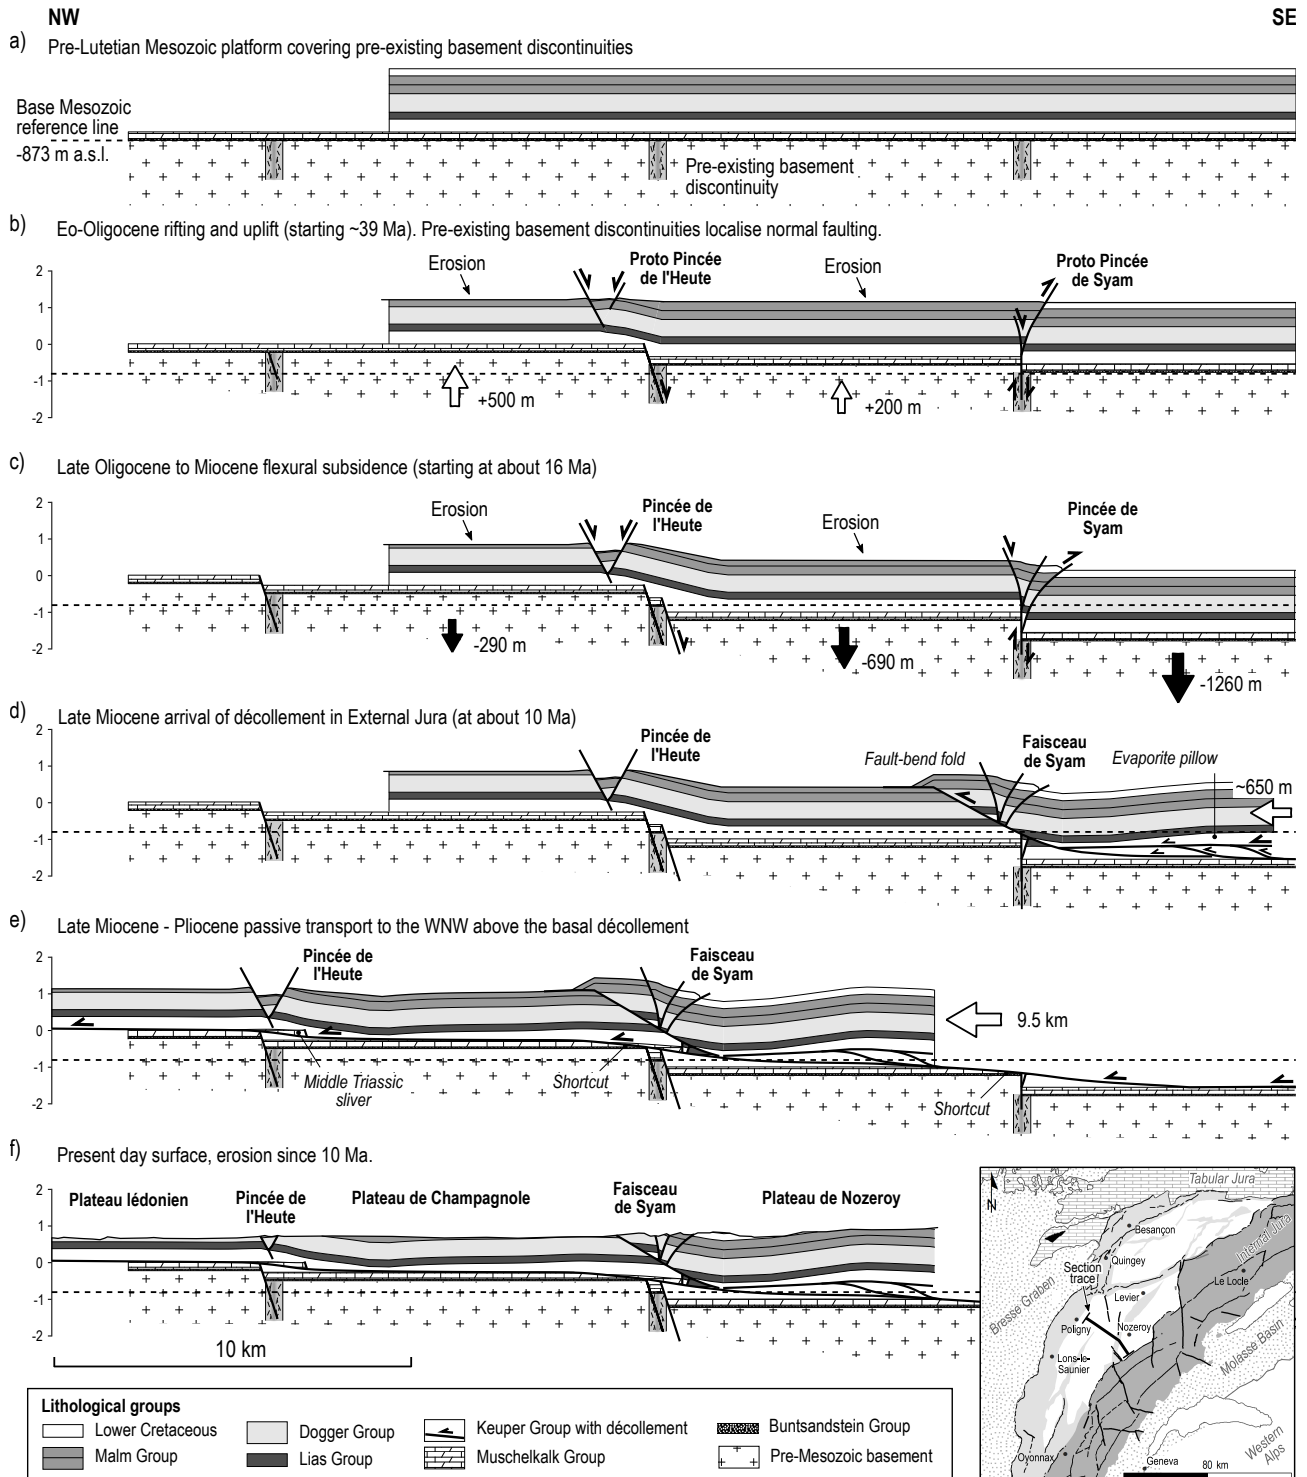 NW
SE
a) Pre-Lutetian Mesozoic platform covering pre-existing basement discontinuities
Base Mesozoic
reference line
-873 m a.s.l.
Pre-existing basement
discontinuity
b) Eo-Oligocene rifting and uplift (starting ~39 Ma). Pre-existing basement discontinuities localise normal faulting.
2
1
0
-1
-2
Erosion
Proto Pincée
de l'Heute
Erosion
Proto Pincée
de Syam
+500 m
+200 m
c) Late Oligocene to Miocene flexural subsidence (starting at about 16 Ma)
2
1
0
-1
-2
Erosion
Pincée de
l'Heute
Erosion
Pincée de
Syam
-290 m
-690 m
-1260 m
d) Late Miocene arrival of décollement in External Jura (at about 10 Ma)
2
1
0
-1
-2
Pincée de
l'Heute
Fault-bend fold
Faisceau
de Syam
Evaporite pillow
~650 m
e) Late Miocene - Pliocene passive transport to the WNW above the basal décollement
2
1
0
-1
-2
Pincée de
l'Heute
Faisceau
de Syam
9.5 km
Middle Triassic
sliver
Shortcut
Shortcut
f) Present day surface, erosion since 10 Ma.
2
1
0
-1
-2
Plateau lédonien
Pincée de
l'Heute
Plateau de Champagnole
Faisceau
de Syam
Plateau de Nozeroy
10 km
N
Tabular Jura
Besançon
Internal Jura
Quingey
Section
trace
Le Locle
Levier
Bresse Graben
Poligny
Nozeroy
Molasse Basin
Lons-le-
Saunier
Western
Alps
Oyonnax
Geneva
80 km
Lithological groups
Lower Cretaceous
Malm Group
Dogger Group
Lias Group
Keuper Group with décollement
Muschelkalk Group
Buntsandstein Group
Pre-Mesozoic basement